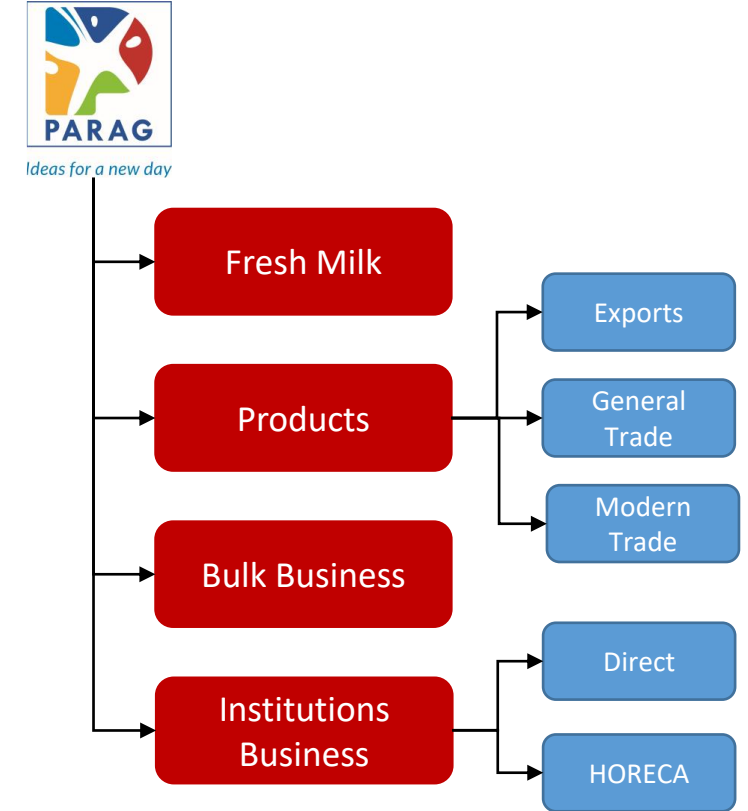 PARAG
Ideas for a new day
Fresh Milk
Products
Exports
General
Trade
Modern
Trade
Bulk Business
Institutions
Business
Direct
HORECA